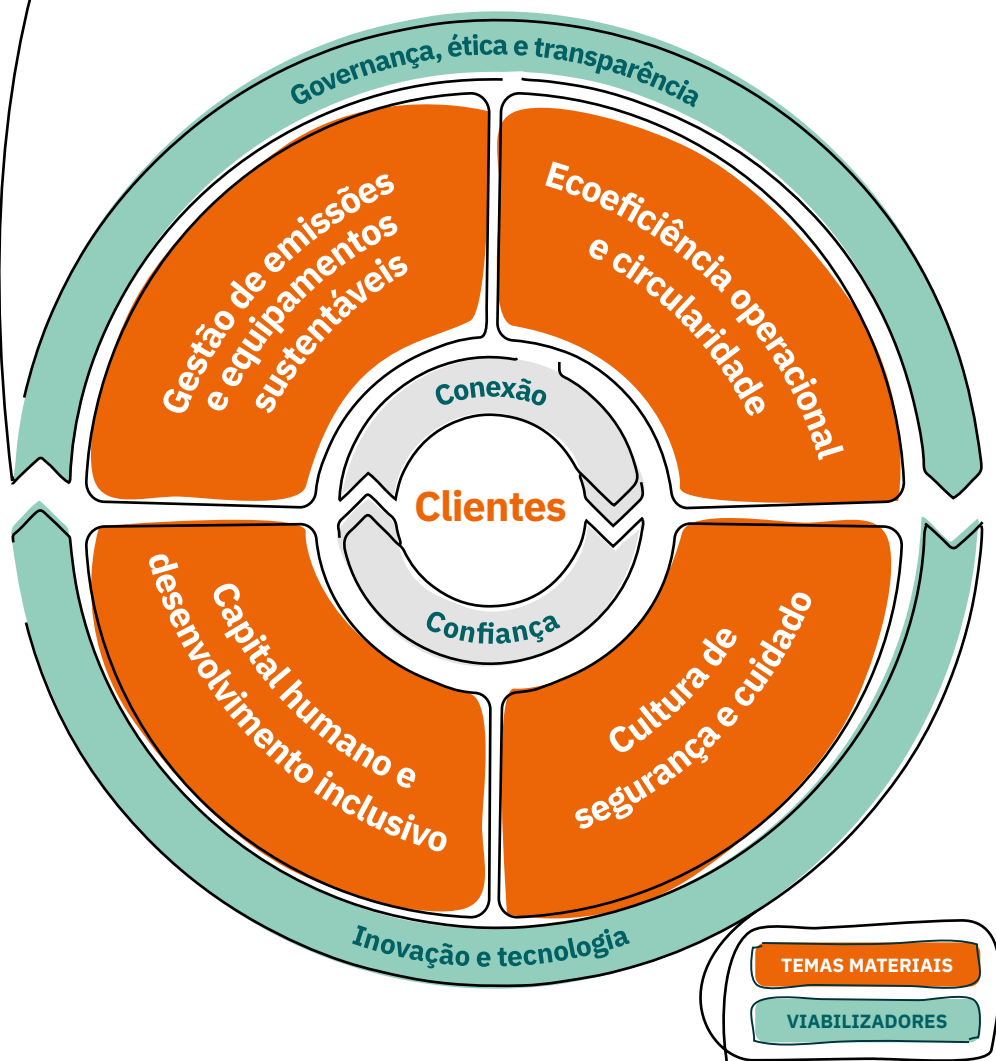 Governança, ética e transparência
Gestão de emissões
e equipamentos
sustentáveis
Ecoeficiência operacional
e circularidade
Conexão
Clientes
Confiança
Capital humano e
desenvolvimento inclusivo
Cultura de
segurança e cuidado
Inovação e tecnologia
TEMAS MATERIAIS
VIABILIZADORES